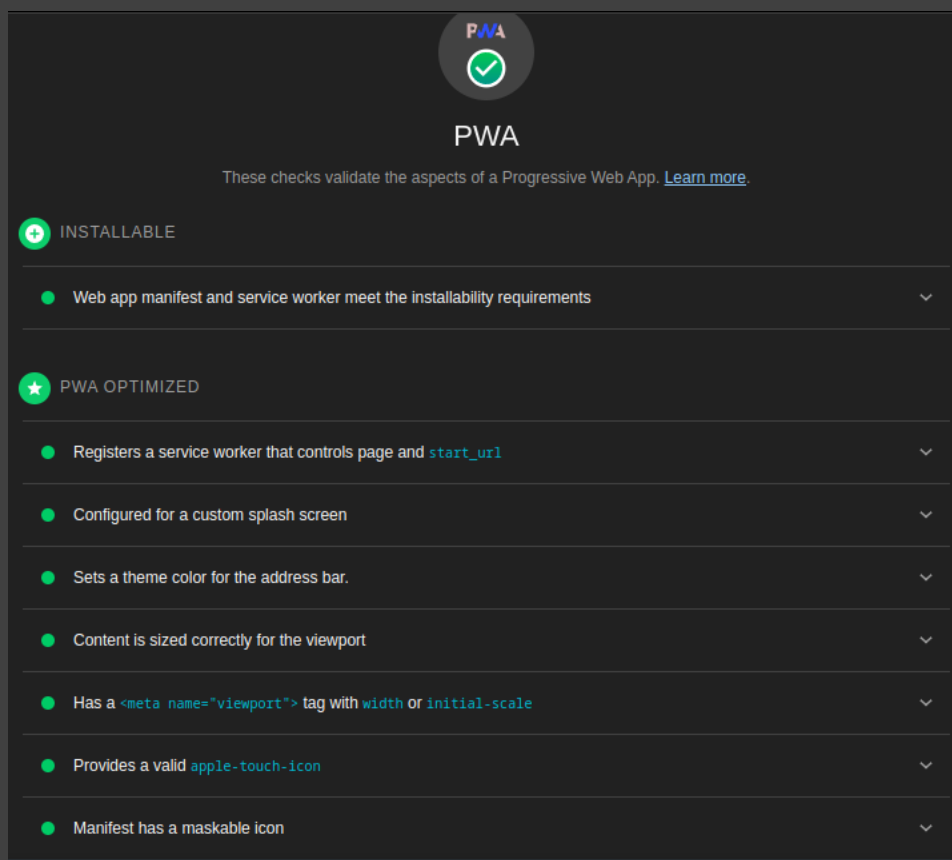 PWA
PWA
These checks validate the aspects of a Progressive Web App. Learn more.
INSTALLABLE
Web app manifest and service worker meet the installability requirements
PWA OPTIMIZED
Registers a service worker that controls page and start_url
Configured for a custom splash screen
Sets a theme color for the address bar.
Content is sized correctly for the viewport
Has a <meta name="viewport"> tag with width or initial-scale
Provides a valid apple-touch-icon
Manifest has a maskable icon